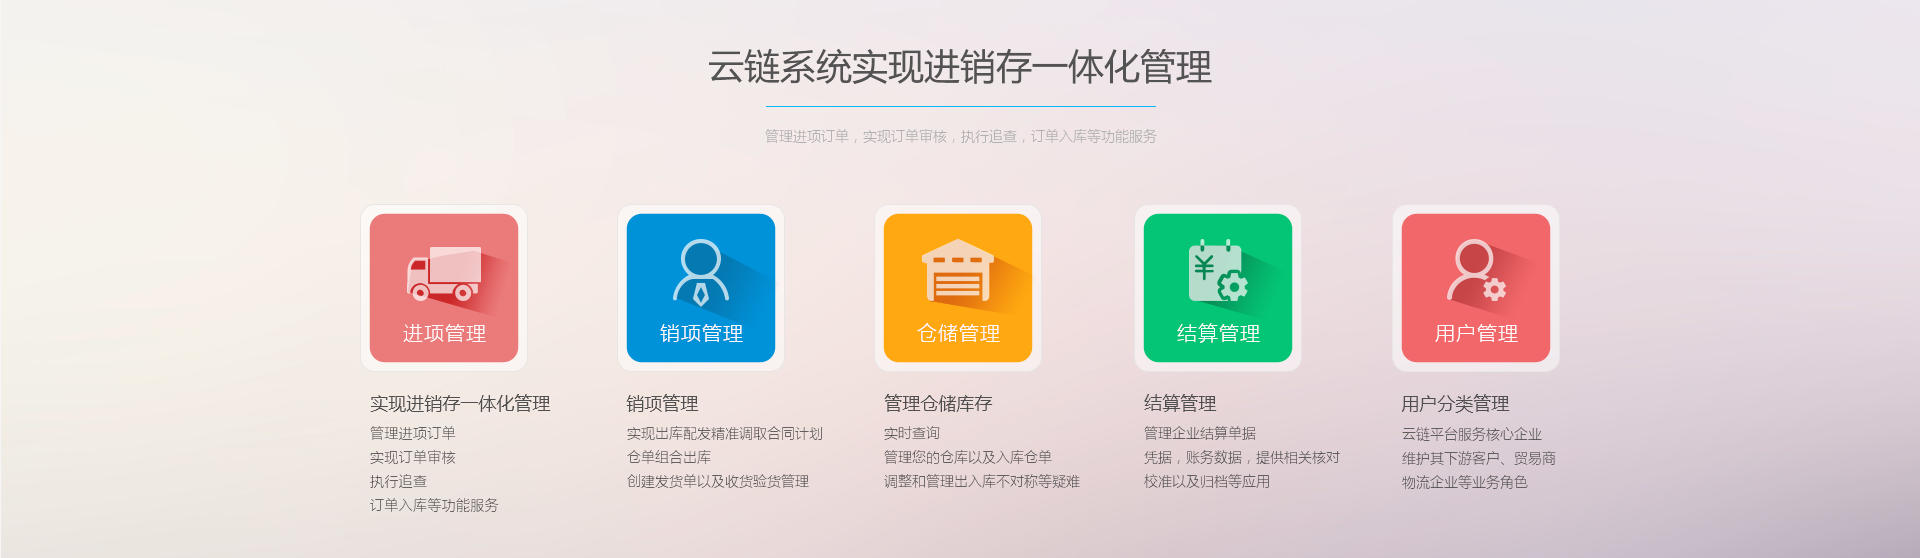 云链系统实现进销存一体化管理
管理进项订单，实现订单审核，执行追查，订单入库等功能服务
进项管理
销项管理
仓储管理
结算管理
用户管理
实现进销存一体化管理
管理进项订单
实现订单审核
执行追查
订单入库等功能服务
销项管理
实现出库配发精准调取合同计划
仓单组合出库
创建发货单以及收货验货管理
管理仓储库存
实时查询
管理您的仓库以及入库仓单
调整和管理出入库不对称等疑难
结算管理
管理企业结算单据
凭据，账务数据，提供相关核对
校准以及归档等应用
用户分类管理
云链平台服务核心企业
维护其下游客户、贸易商
物流企业等业务角色